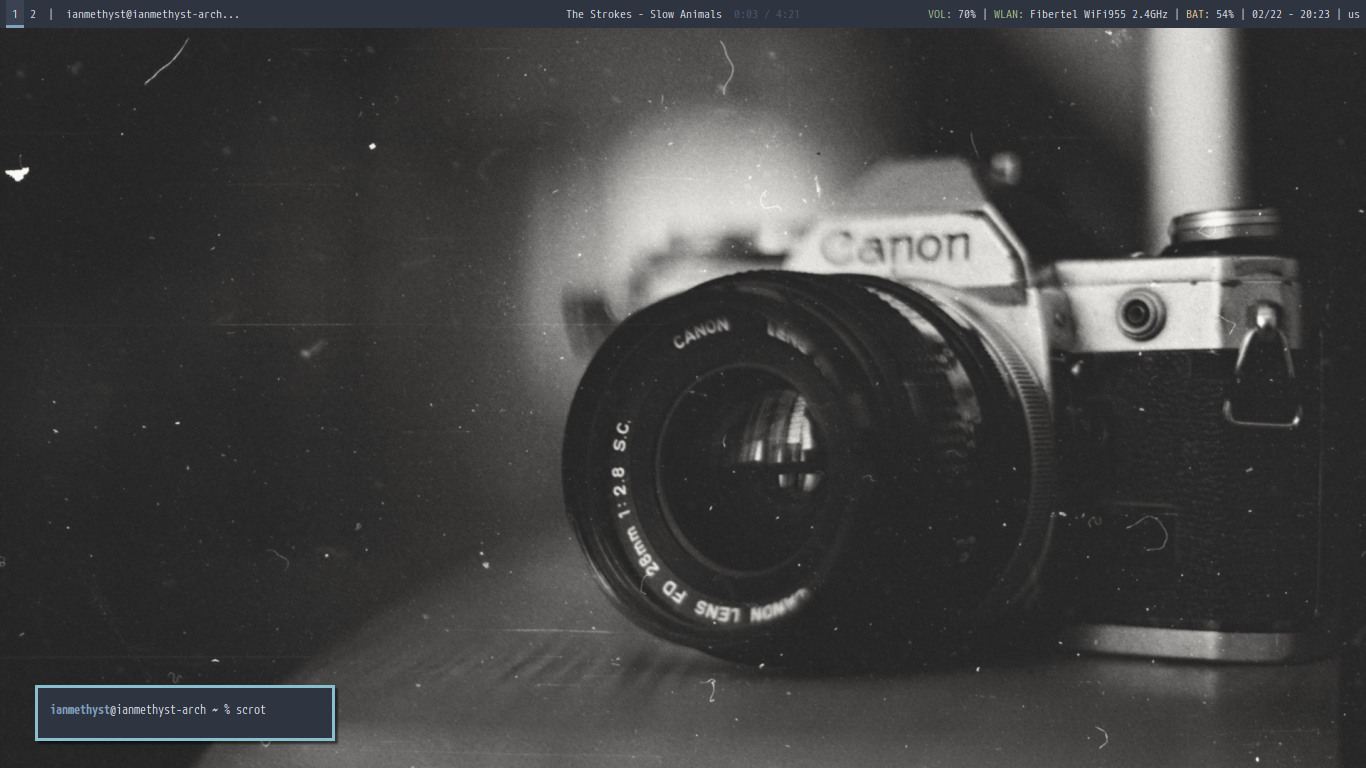 1 2 | ianmethyst@ianmethyst-arch...
The Strokes - Slow Animals 0:03 / 4:21
VOL: 70% | WLAN: Fibertel WiFi955 2.4GHz | BAT: 54% | 02/22 - 20:23 | us
Canon
CANON LENS
CANON LENS FD 28mm 1:2.8 S.C.
ianmethyst@ianmethyst-arch ~ % scrot